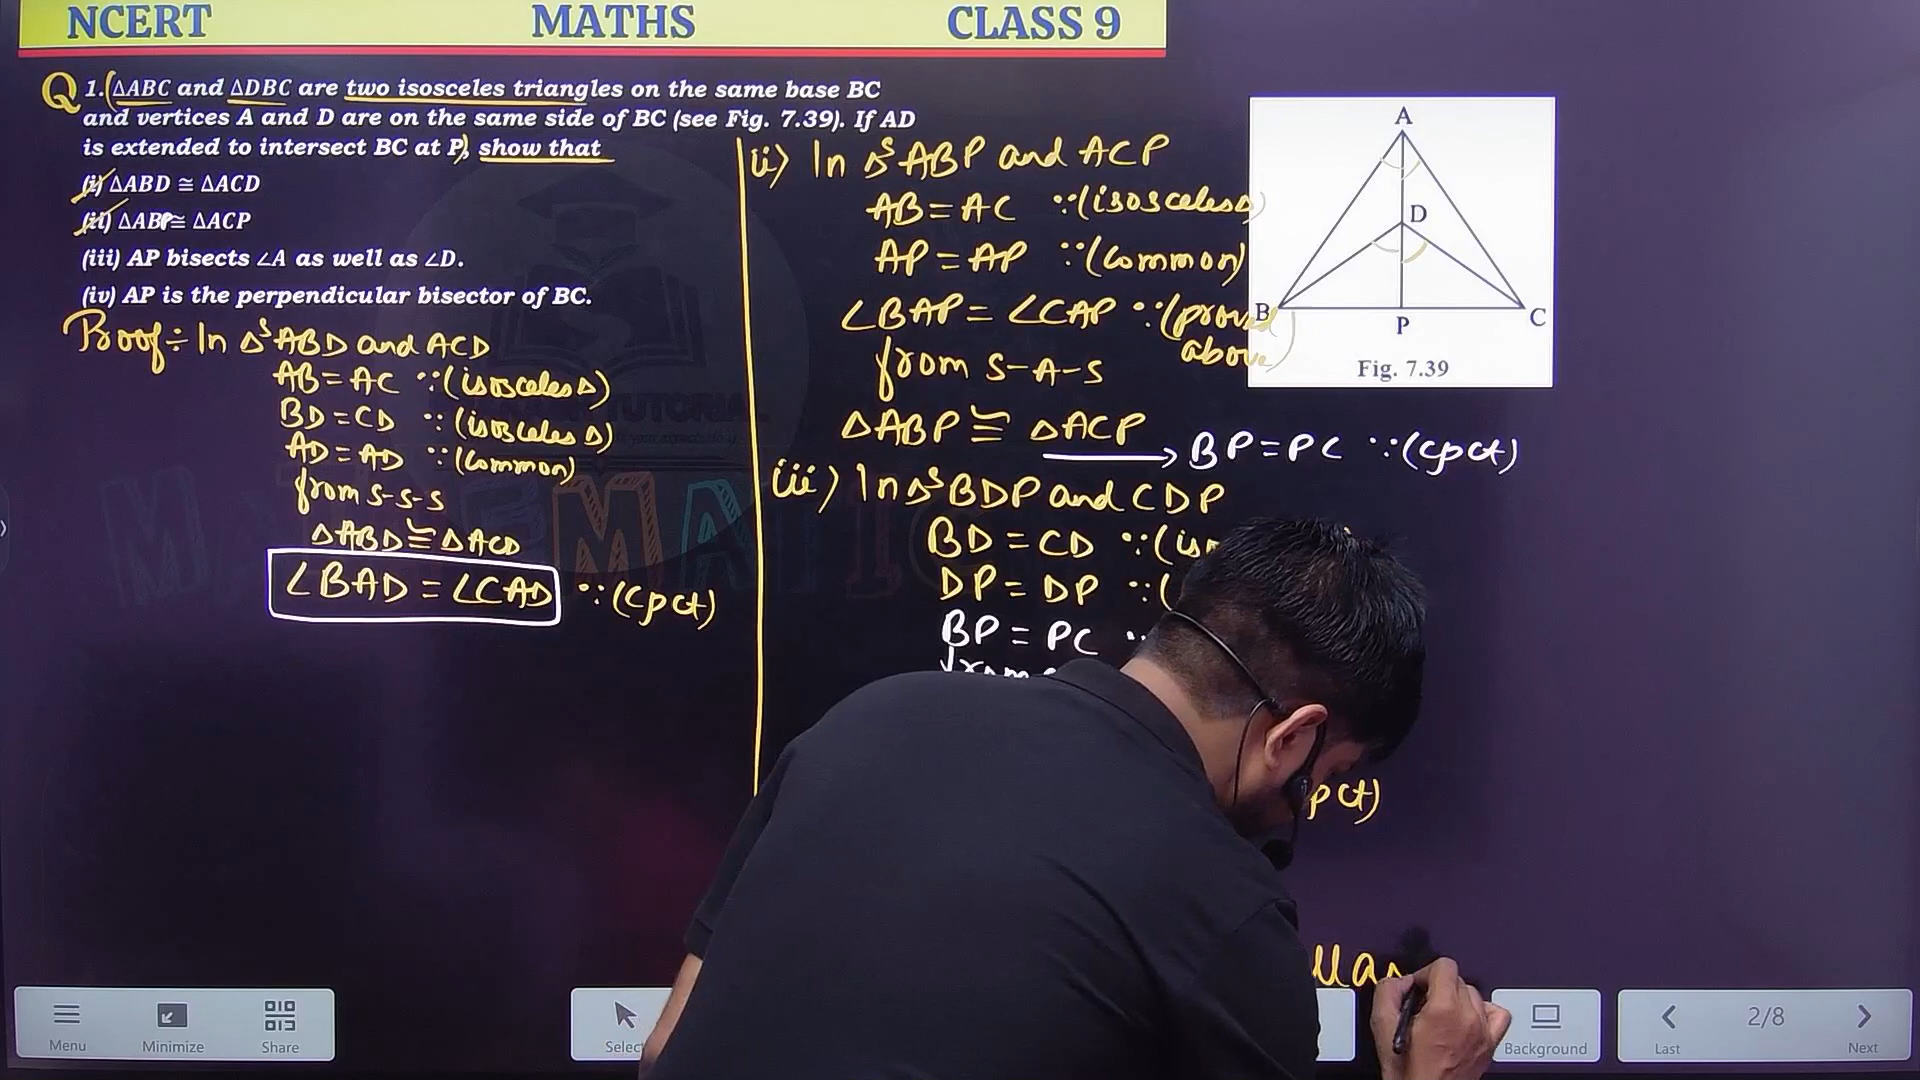 NCERT MATHS CLASS 9
Q 1. ΔABC and ΔDBC are two isosceles triangles on the same base BC
and vertices A and D are on the same side of BC (see Fig. 7.39). If AD
is extended to intersect BC at P, show that
(i) ΔABD ≅ ΔACD
(ii) ΔABP ≅ ΔACP
(iii) AP bisects ∠A as well as ∠D.
(iv) AP is the perpendicular bisector of BC.
Proof ÷ In Δˢ ABD and ACD
AB = AC ∵ (isosceles Δ)
BD = CD ∵ (isosceles Δ)
AD = AD ∵ (common)
from S-S-S
ΔABD ≅ ΔACD
∠BAD = ∠CAD ∵ (cpct)
ii) In Δˢ ABP and ACP
AB = AC ∵ (isosceles Δ)
AP = AP ∵ (common)
∠BAP = ∠CAP ∵ (proved
above)
from S-A-S
ΔABP ≅ ΔACP
BP = PC ∵ (cpct)
iii) In Δˢ BDP and CDP
BD = CD ∵ (is
DP = DP ∵ (
BP = PC ∵
from
pct)
A
D
B
P
C
Fig. 7.39
TUTORIAL
Menu
Minimize
Share
Select
Background
Last
2/8
Next